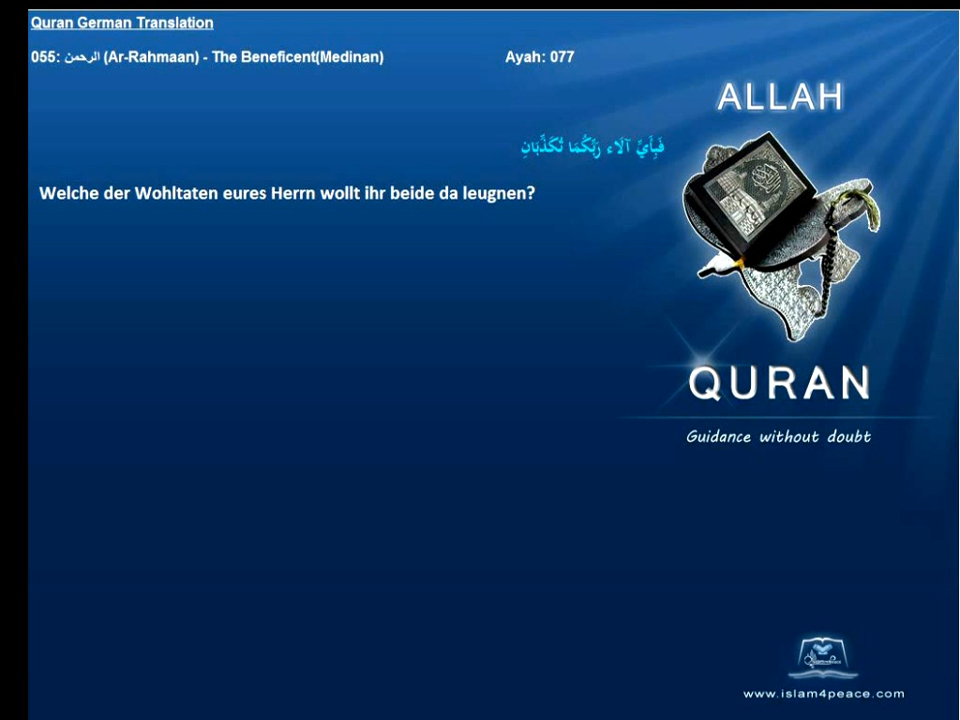 Quran German Translation
055: الرحمن (Ar-Rahmaan) - The Beneficent(Medinan) Ayah: 077
ALLAH
فَبِأَيِّ آلَاء رَبِّكُمَا تُكَذِّبَانِ
Welche der Wohltaten eures Herrn wollt ihr beide da leugnen?
QURAN
Guidance without doubt
www.islam4peace.com